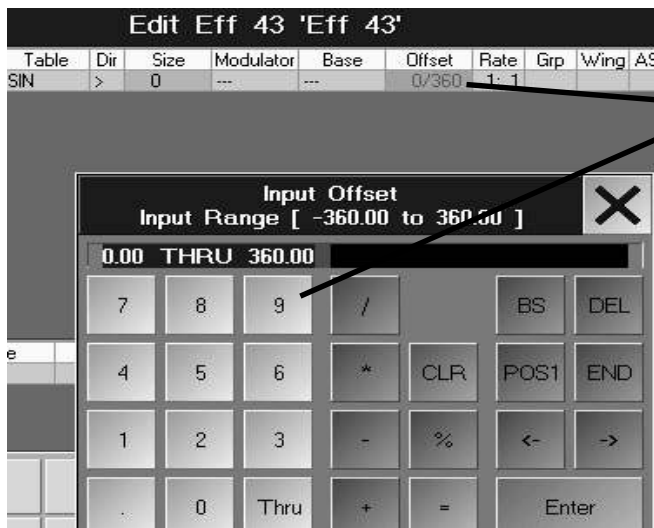 Edit Eff 43 'Eff 43'
Table Dir Size Modulator Base Offset Rate Grp Wing AS
SIN > 0 --- --- 0/360 1: 1
Input Offset
Input Range [ -360.00 to 360.00 ]
0.00 THRU 360.00
7 8 9 / BS DEL
e
4 5 6 * CLR POS1 END
1 2 3 - % <- ->
. 0 Thru + = Enter